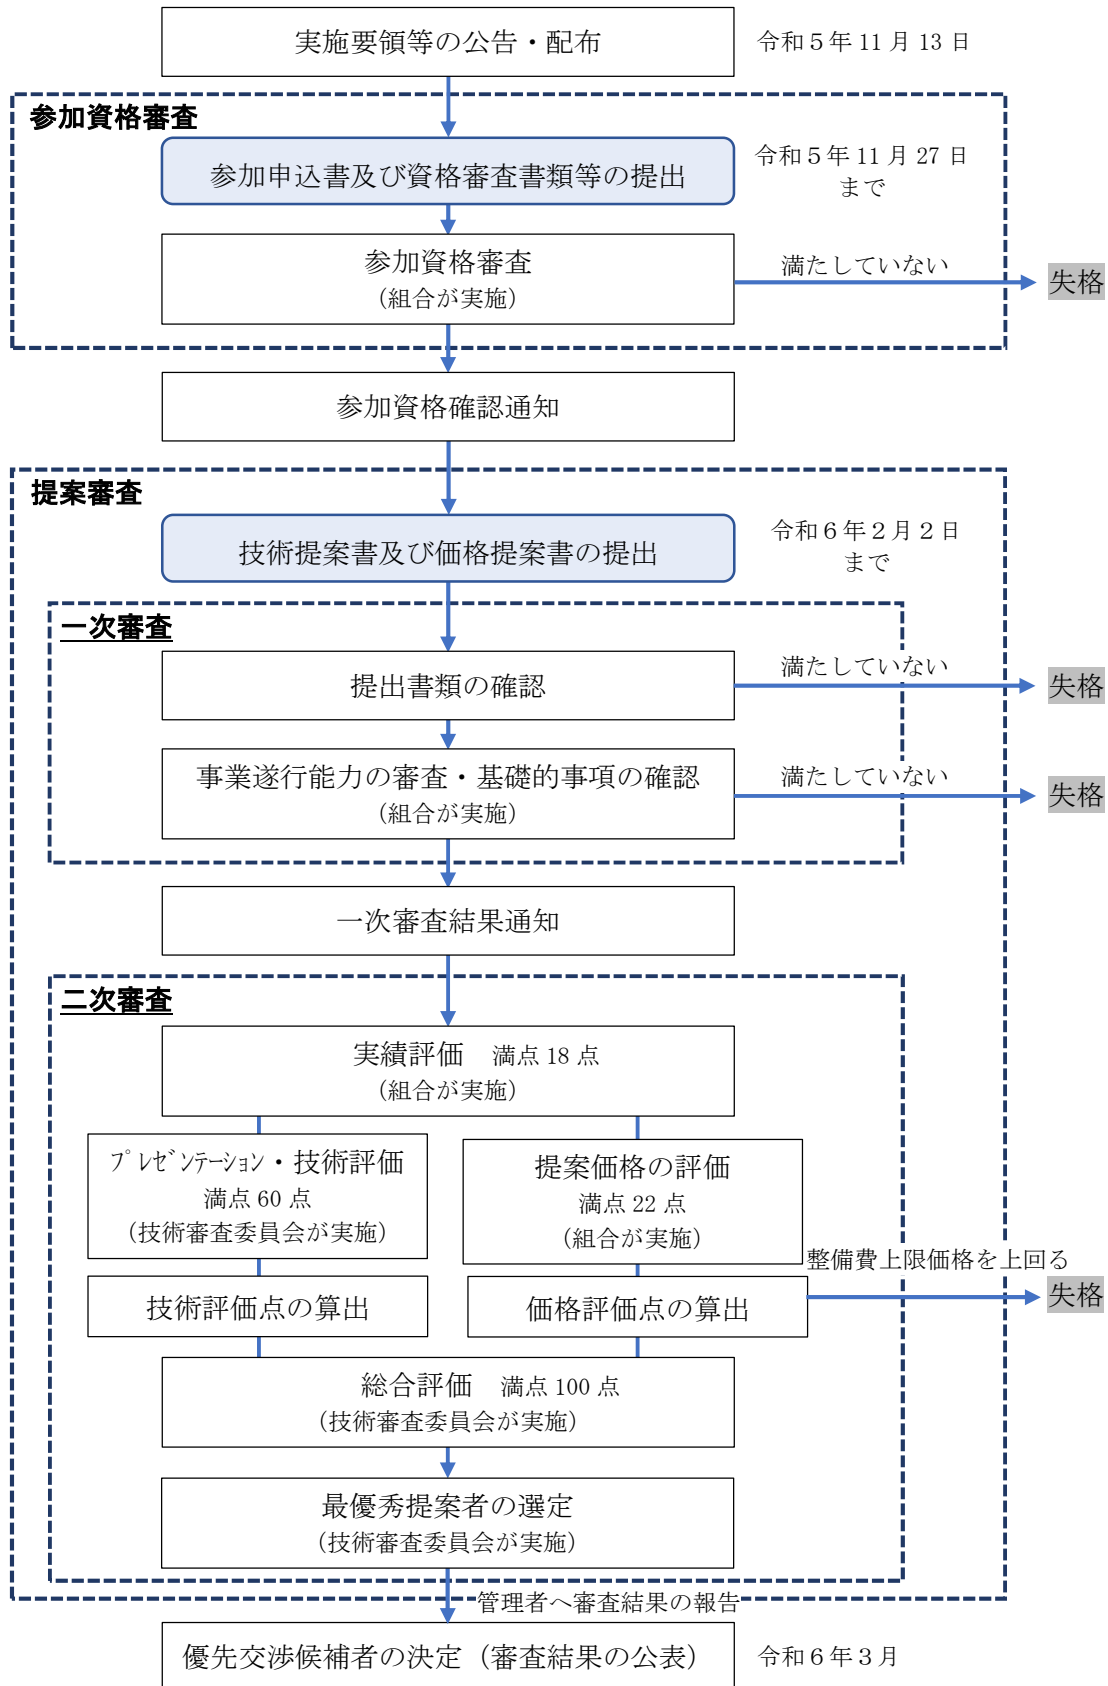 実施要領等の公告・配布
令和５年 11 月 13 日
参加資格審査
参加申込書及び資格審査書類等の提出
令和５年 11 月 27 日
まで
参加資格審査
（組合が実施）
満たしていない
失格
参加資格確認通知
提案審査
技術提案書及び価格提案書の提出
令和６年２月２日
まで
一次審査
提出書類の確認
満たしていない
失格
事業遂行能力の審査・基礎的事項の確認
（組合が実施）
満たしていない
失格
一次審査結果通知
二次審査
実績評価　満点 18 点
（組合が実施）
ﾌﾟﾚｾﾞﾝﾃｰｼｮﾝ・技術評価
満点 60 点
（技術審査委員会が実施）
提案価格の評価
満点 22 点
（組合が実施）
整備費上限価格を上回る
技術評価点の算出
価格評価点の算出
失格
総合評価　満点 100 点
（技術審査委員会が実施）
最優秀提案者の選定
（技術審査委員会が実施）
管理者へ審査結果の報告
優先交渉候補者の決定（審査結果の公表）
令和６年３月